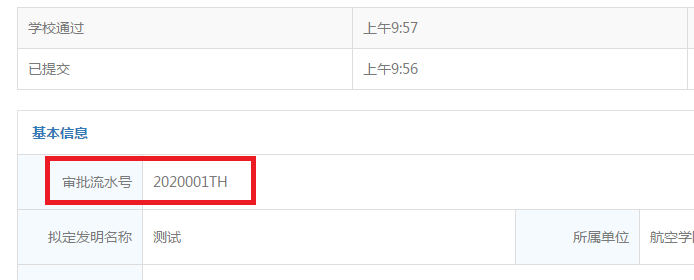 学校通过 上午9:57
已提交 上午9:56
基本信息
审批流水号 2020001TH
拟定发明名称 测试 所属单位 航空学